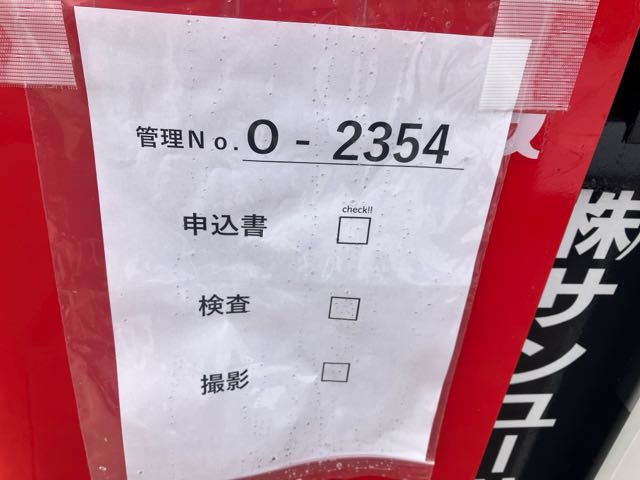 管理No.O-2354
check!!
申込書
検査
撮影
㈱サンユー